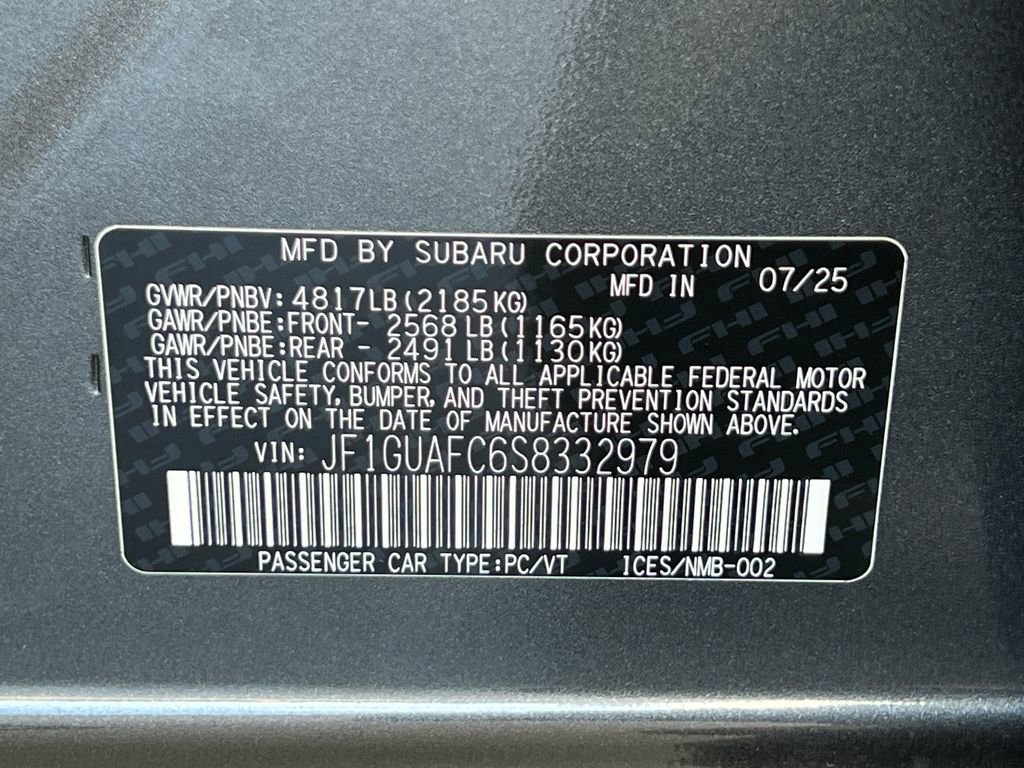 MFD BY SUBARU CORPORATION
MFD IN 07/25
GVWR/PNBV: 4817LB(2185KG)
GAWR/PNBE:FRONT- 2568LB(1165KG)
GAWR/PNBE:REAR - 2491LB(1130KG)
THIS VEHICLE CONFORMS TO ALL APPLICABLE FEDERAL MOTOR
VEHICLE SAFETY, BUMPER, AND THEFT PREVENTION STANDARDS
IN EFFECT ON THE DATE OF MANUFACTURE SHOWN ABOVE.
VIN: JF1GUAFC6S8332979
PASSENGER CAR TYPE:PC/VT ICES/NMB-002